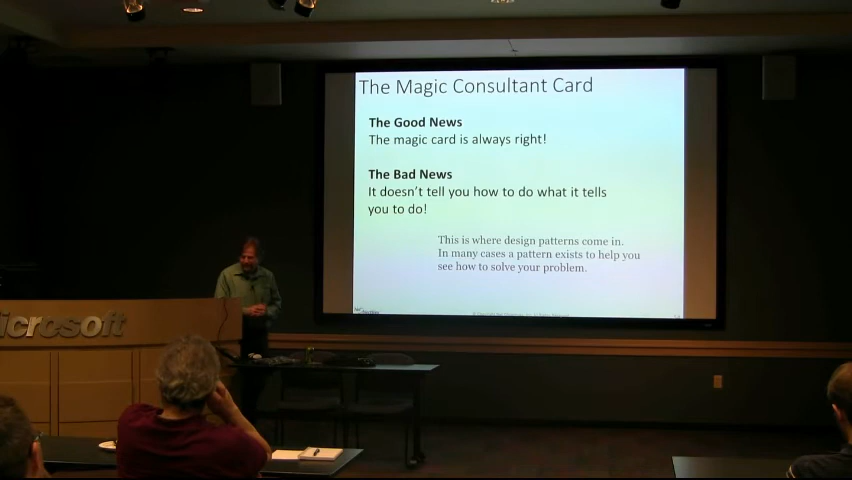 The Magic Consultant Card
The Good News
The magic card is always right!
The Bad News
It doesn't tell you how to do what it tells
you to do!
This is where design patterns come in.
In many cases a pattern exists to help you
see how to solve your problem.
icrosoft